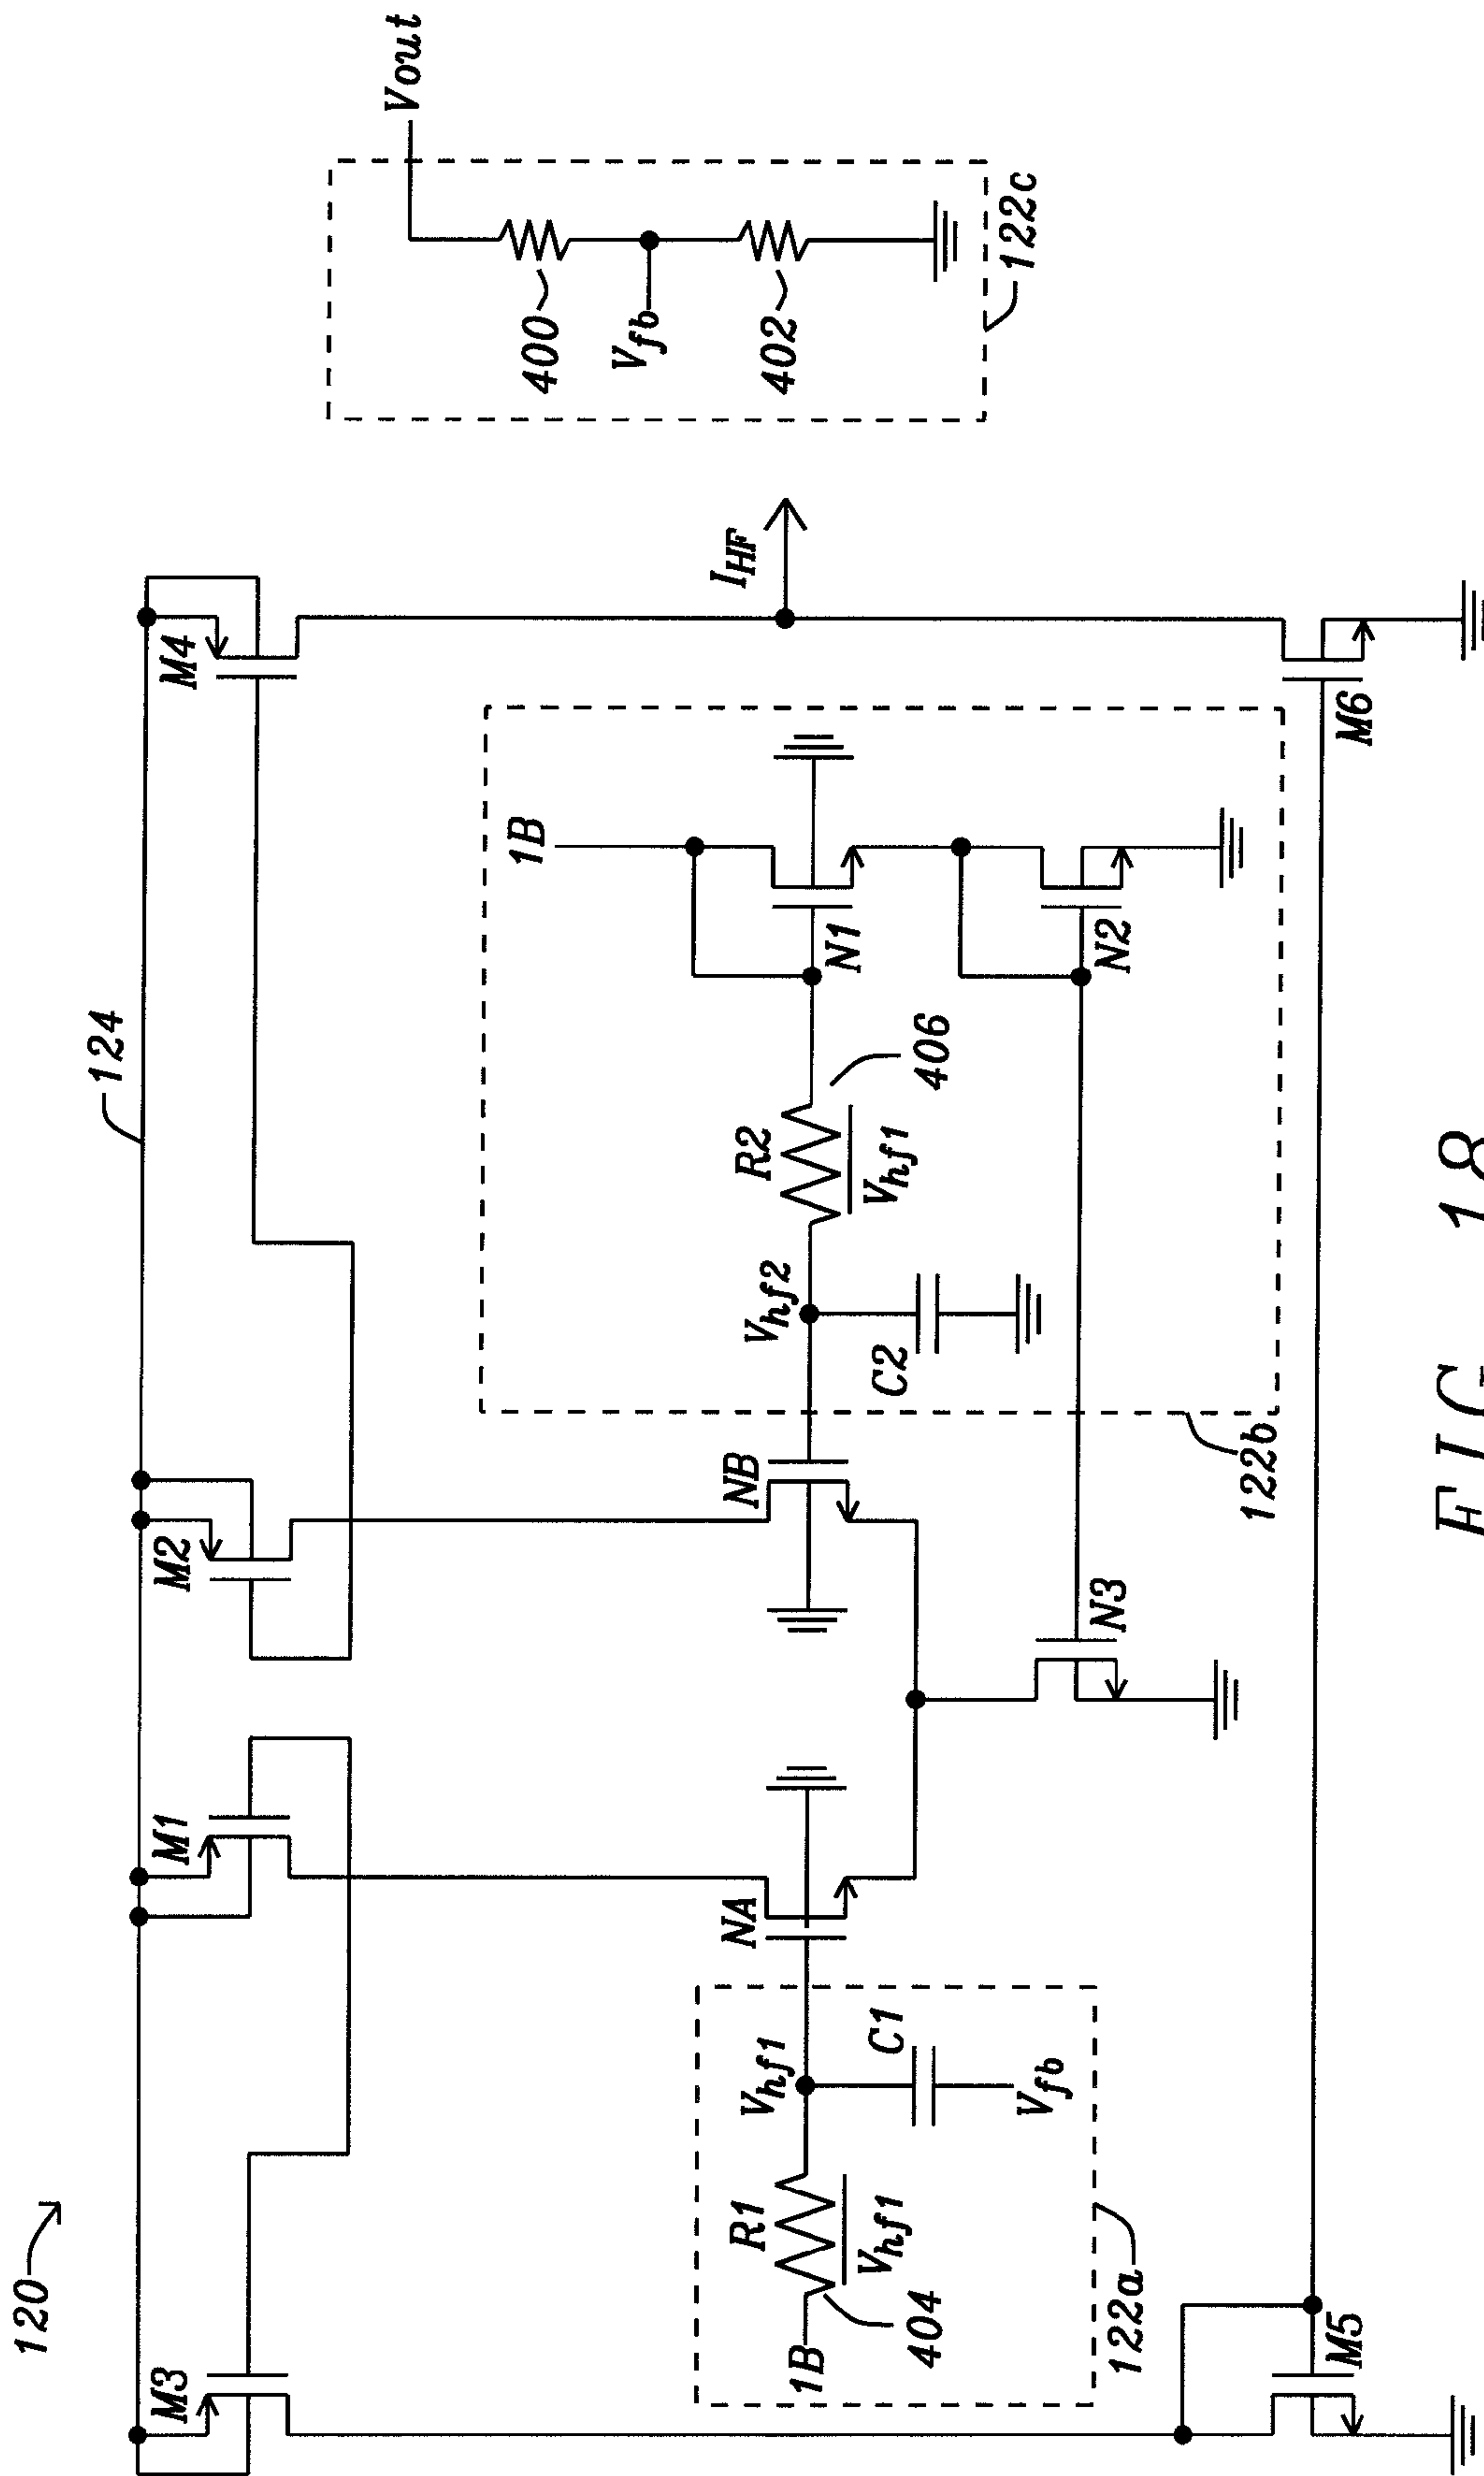 120
124
M3
M1
M2
M4
Vout
400
Vfb
402
122c
IHF
1B
R1
Vhf1
404
Vhf1
C1
Vfb
122a
NA
NB
Vhf2
C2
R2
Vhf1
406
1B
N1
N2
122b
N3
M5
M6
FIG. 18